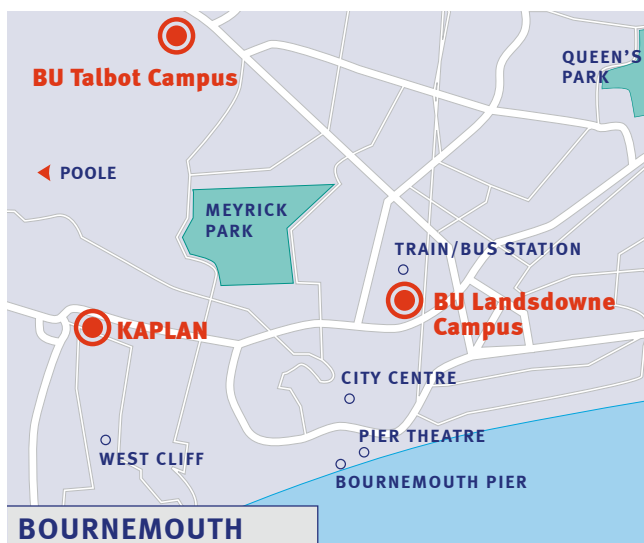 BU Talbot Campus
QUEEN'S
PARK
POOLE
MEYRICK
PARK
TRAIN/BUS STATION
BU Landsdowne
Campus
KAPLAN
CITY CENTRE
PIER THEATRE
WEST CLIFF
BOURNEMOUTH PIER
BOURNEMOUTH